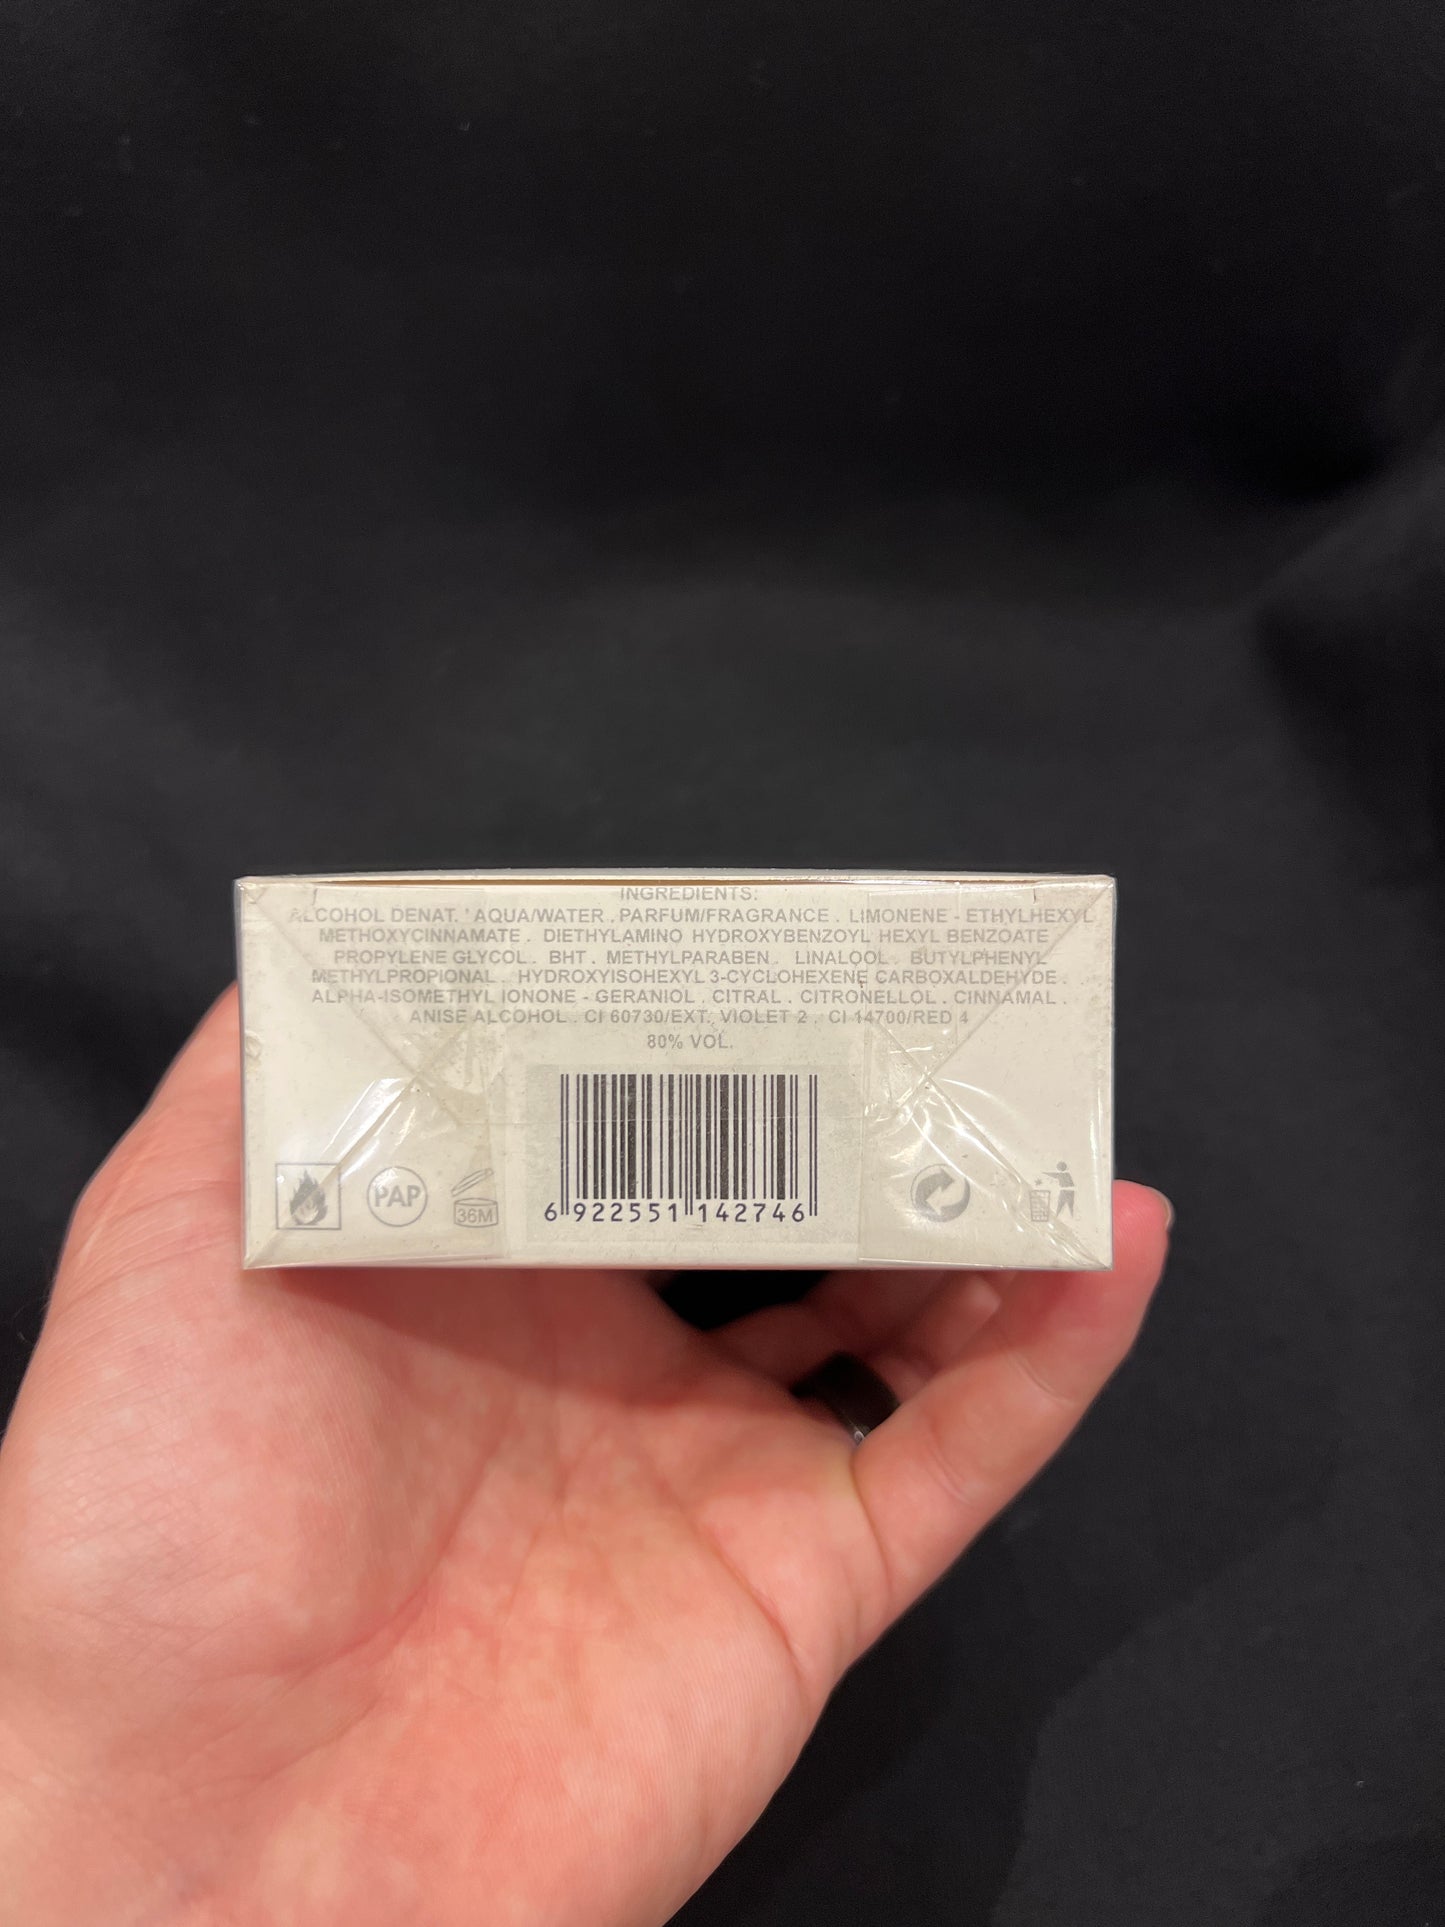 INGREDIENTS:
ALCOHOL DENAT. ' AQUA/WATER . PARFUM/FRAGRANCE . LIMONENE - ETHYLHEXYL
METHOXYCINNAMATE . DIETHYLAMINO HYDROXYBENZOYL HEXYL BENZOATE
PROPYLENE GLYCOL . BHT . METHYLPARABEN . LINALOOL . BUTYLPHENYL
METHYLPROPIONAL . HYDROXYISOHEXYL 3-CYCLOHEXENE CARBOXALDEHYDE .
ALPHA-ISOMETHYL IONONE - GERANIOL . CITRAL . CITRONELLOL . CINNAMAL .
ANISE ALCOHOL . CI 60730/EXT. VIOLET 2 . CI 14700/RED 4
80% VOL.
PAP
36M
6 922551 142746